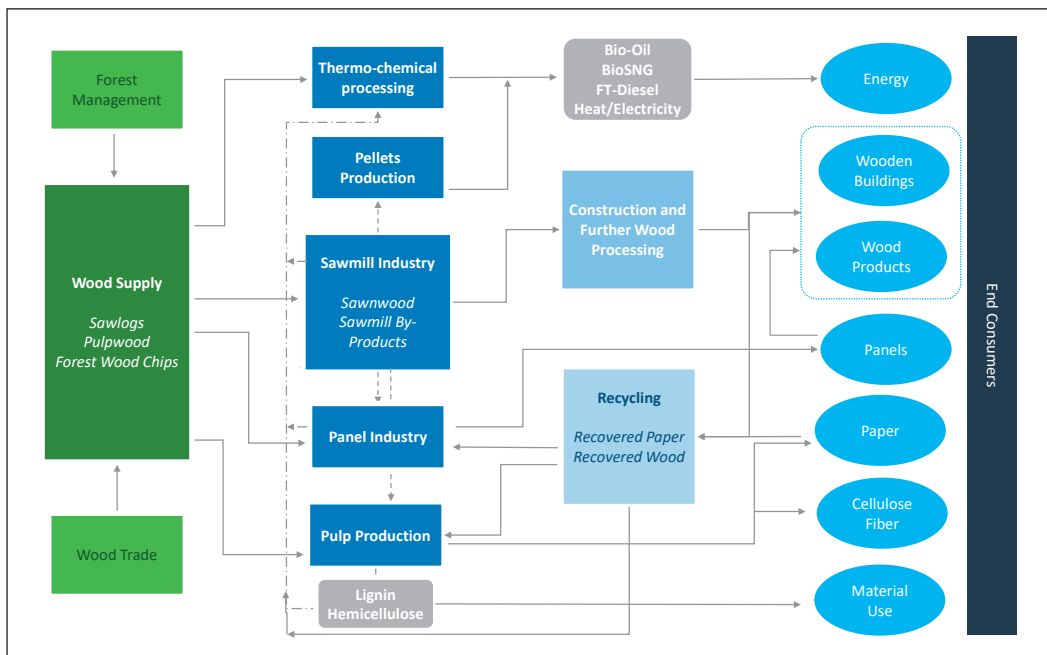 Forest
Management
Wood Supply
Sawlogs
Pulpwood
Forest Wood Chips
Wood Trade
Thermo-chemical
processing
Pellets
Production
Sawmill Industry
Sawnwood
Sawmill By-
Products
Panel Industry
Pulp Production
Lignin
Hemicellulose
Bio-Oil
BioSNG
FT-Diesel
Heat/Electricity
Construction and
Further Wood
Processing
Recycling
Recovered Paper
Recovered Wood
Energy
Wooden
Buildings
Wood
Products
Panels
Paper
Cellulose
Fiber
Material
Use
End Consumers